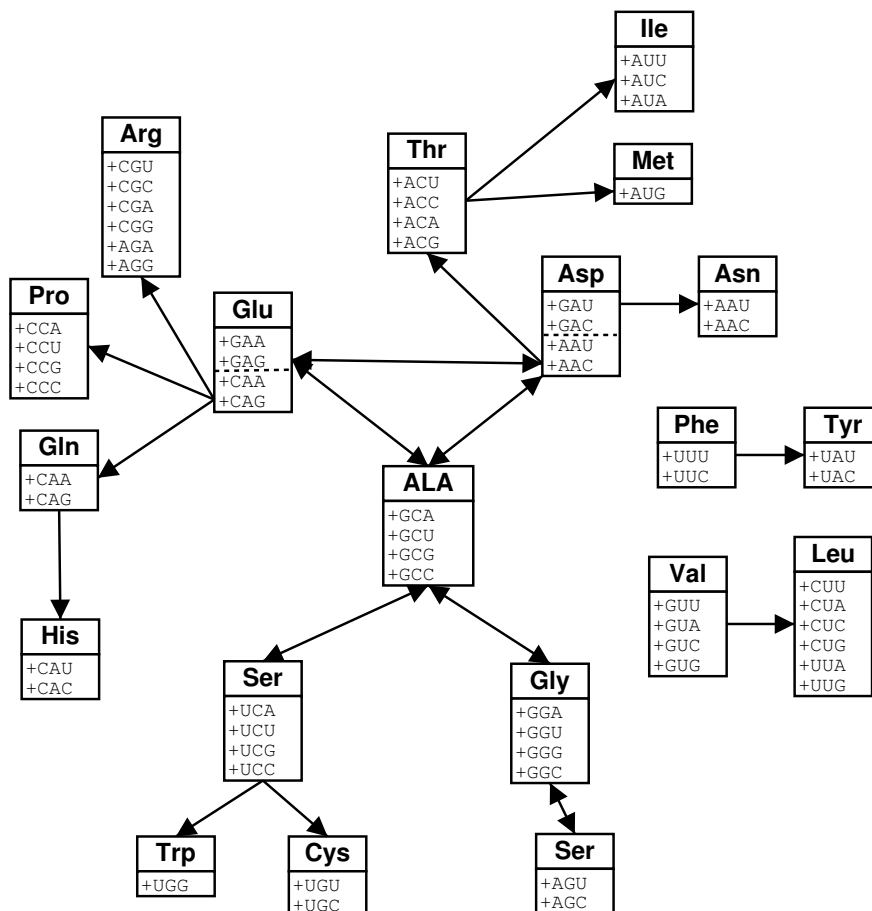 Ile
+AUU
+AUC
+AUA
Arg
+CGU
+CGC
+CGA
+CGG
+AGA
+AGG
Thr
+ACU
+ACC
+ACA
+ACG
Met
+AUG
Pro
+CCA
+CCU
+CCG
+CCC
Glu
+GAA
+GAG
+CAA
+CAG
Asp
+GAU
+GAC
+AAU
+AAC
Asn
+AAU
+AAC
Gln
+CAA
+CAG
ALA
+GCA
+GCU
+GCG
+GCC
Phe
+UUU
+UUC
Tyr
+UAU
+UAC
Val
+GUU
+GUA
+GUC
+GUG
Leu
+CUU
+CUA
+CUC
+CUG
+UUA
+UUG
His
+CAU
+CAC
Ser
+UCA
+UCU
+UCG
+UCC
Gly
+GGA
+GGU
+GGG
+GGC
Trp
+UGG
Cys
+UGU
+UGC
Ser
+AGU
+AGC